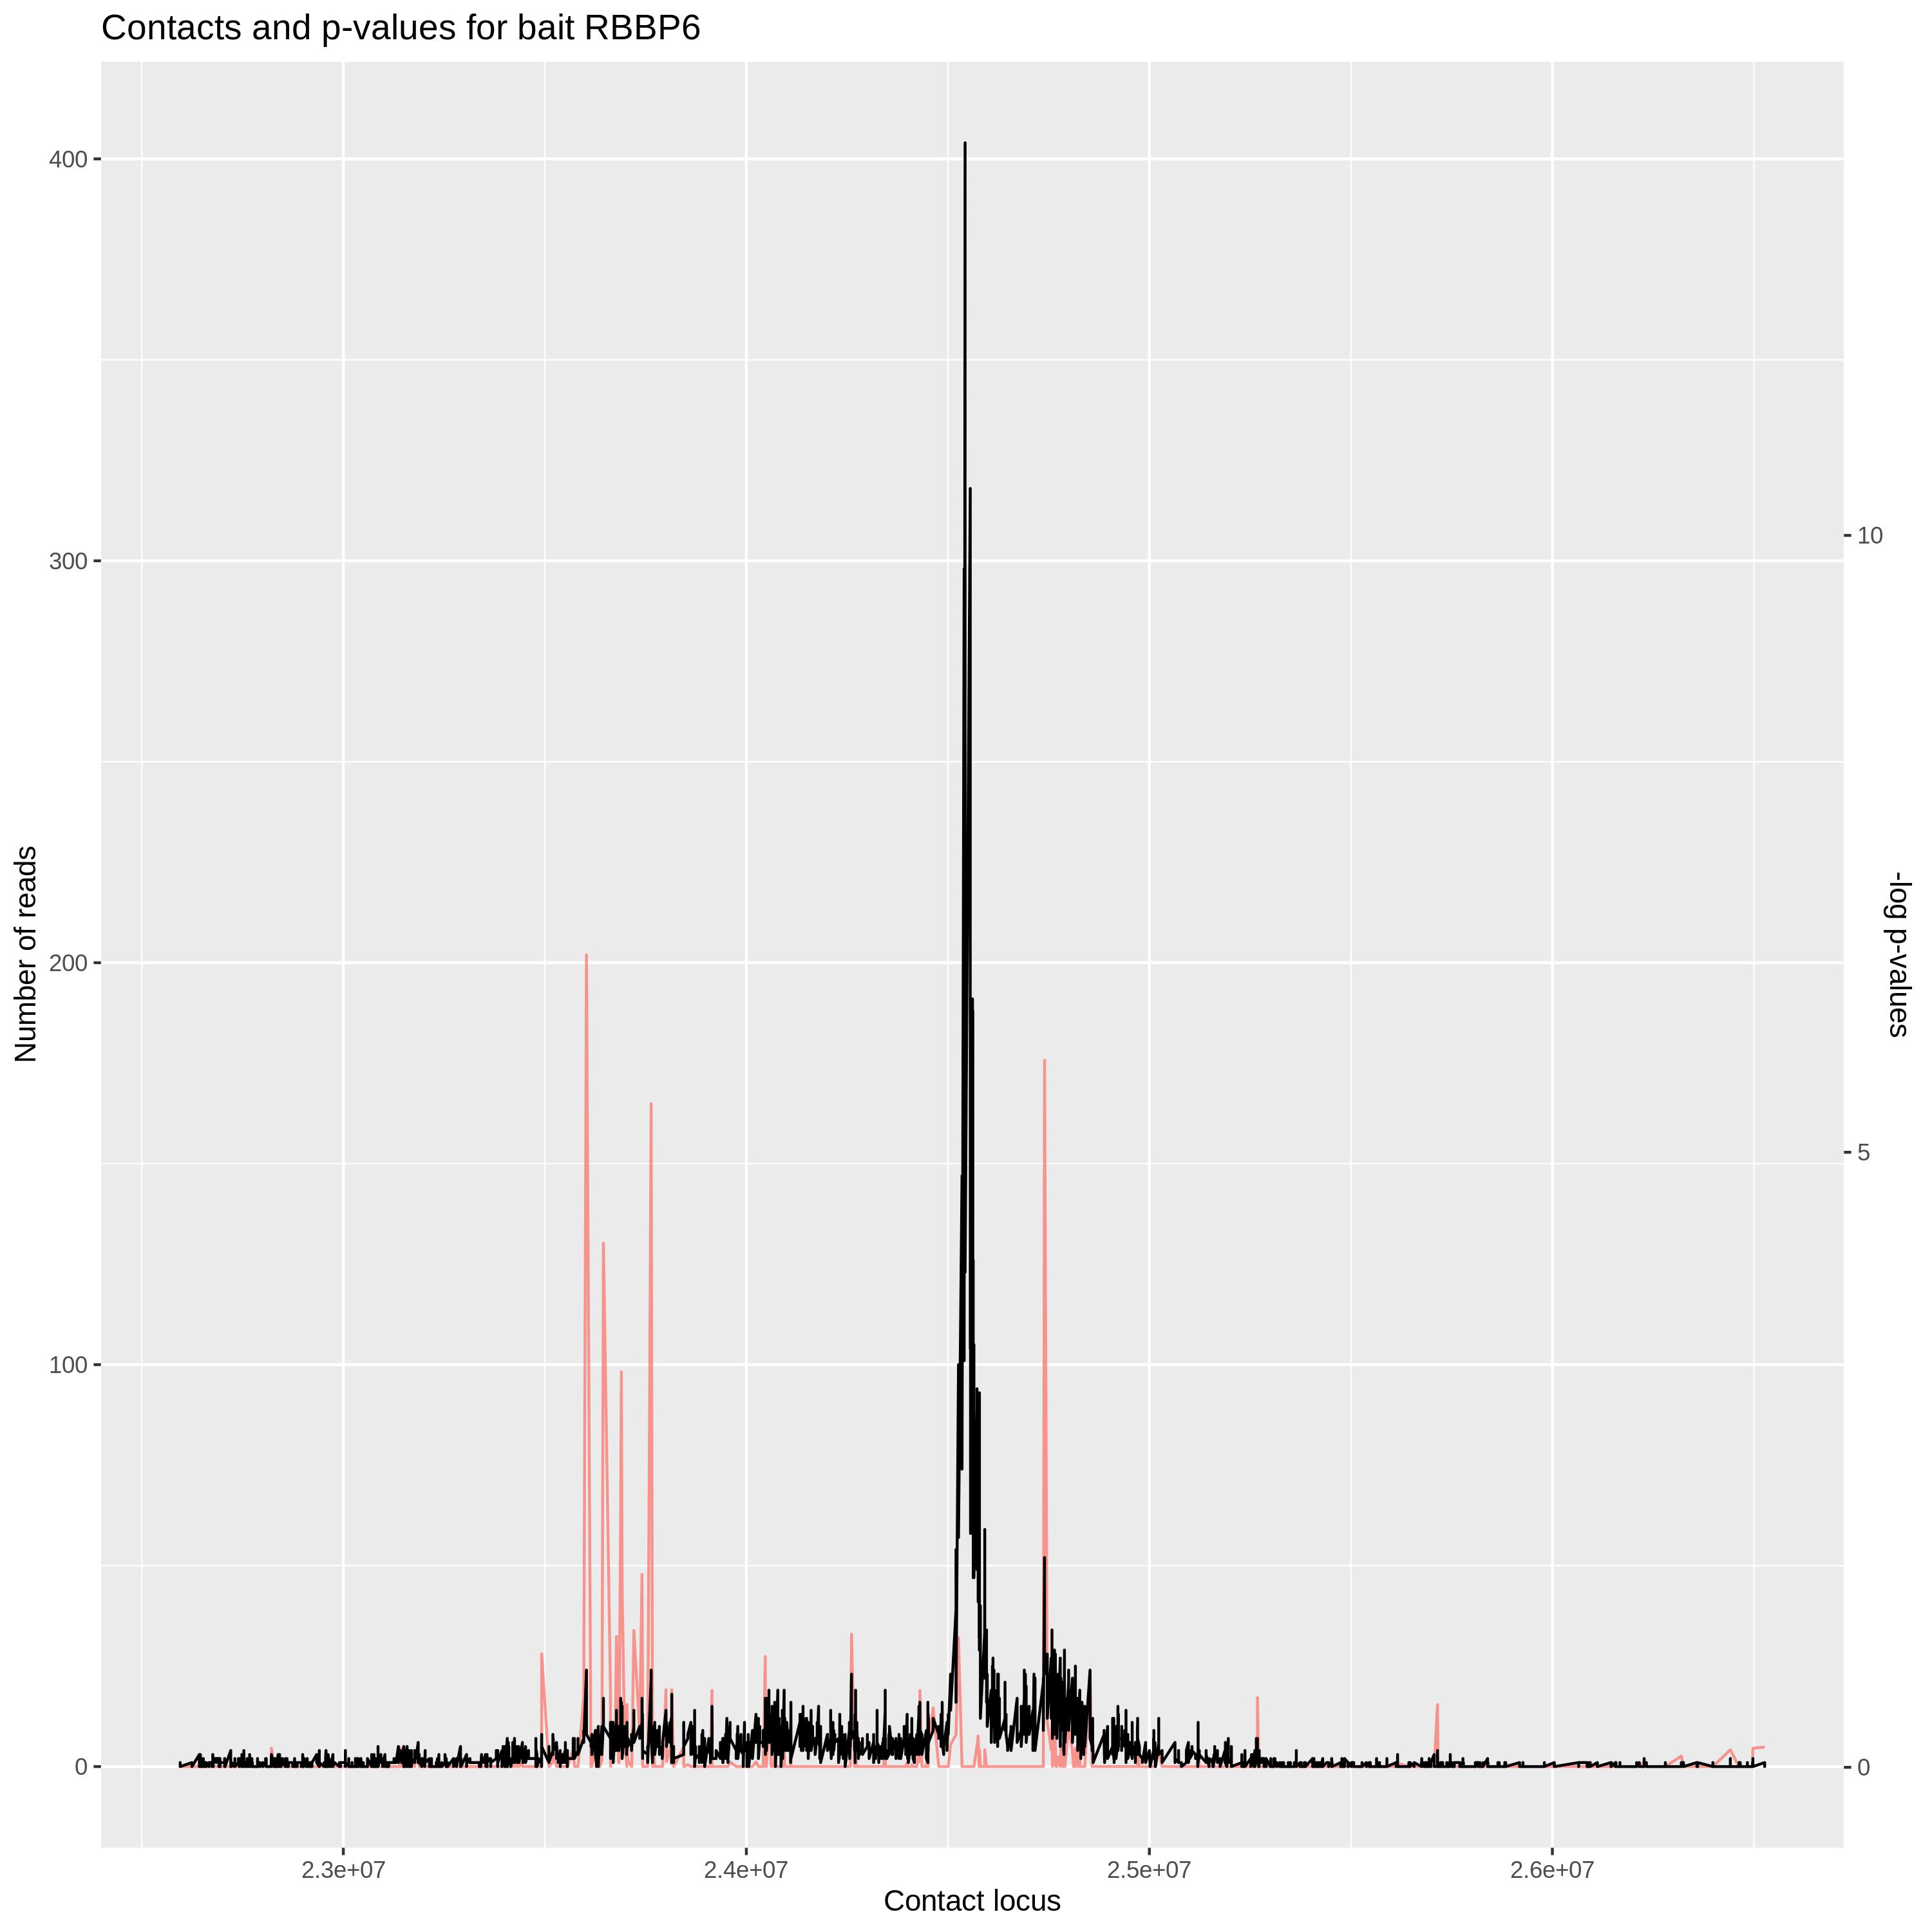 Contacts and p-values for bait RBBP6
400
300
200
100
0
10
5
0
Number of reads
-log p-values
2.3e+07 2.4e+07 2.5e+07 2.6e+07
Contact locus